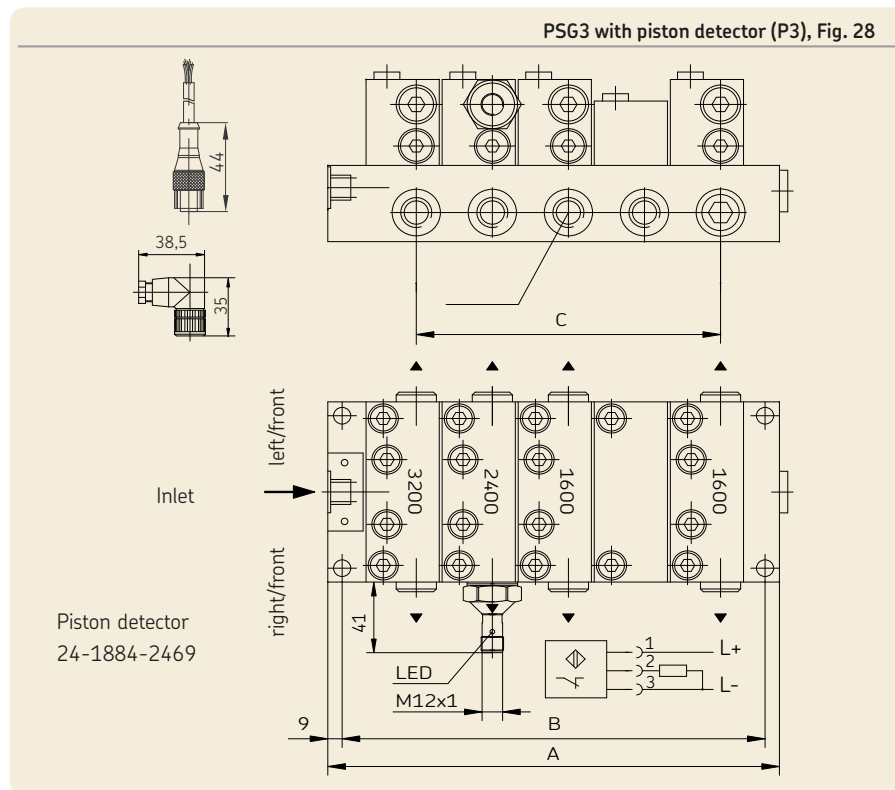 PSG3 with piston detector (P3), Fig. 28
44
38,5
35
C
left/front
3200
2400
1600
1600
Inlet
right/front
Piston detector
24-1884-2469
41
LED
M12x1
1
L+
2
3
L-
9
B
A